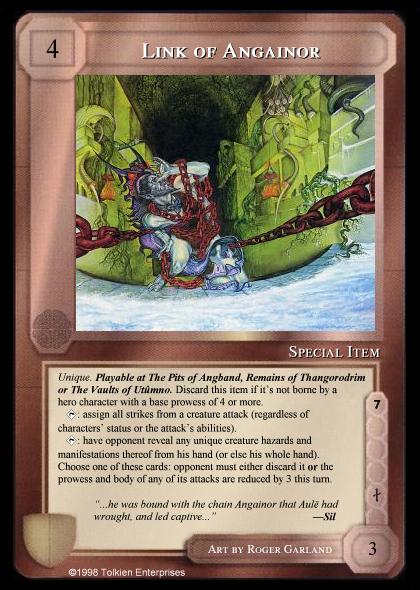 4
LINK OF ANGAINOR
SPECIAL ITEM
Unique. Playable at The Pits of Angband, Remains of Thangorodrim
or The Vaults of Utûmno. Discard this item if it's not borne by a
hero character with a base prowess of 4 or more.
: assign all strikes from a creature attack (regardless of
characters' status or the attack's abilities).
: have opponent reveal any unique creature hazards and
manifestations thereof from his hand (or else his whole hand).
Choose one of these cards: opponent must either discard it or the
prowess and body of any of its attacks are reduced by 3 this turn.
"...he was bound with the chain Angainor that Aulë had
wrought, and led captive..."
—Sil
7
ART BY ROGER GARLAND
3
©1998 Tolkien Enterprises